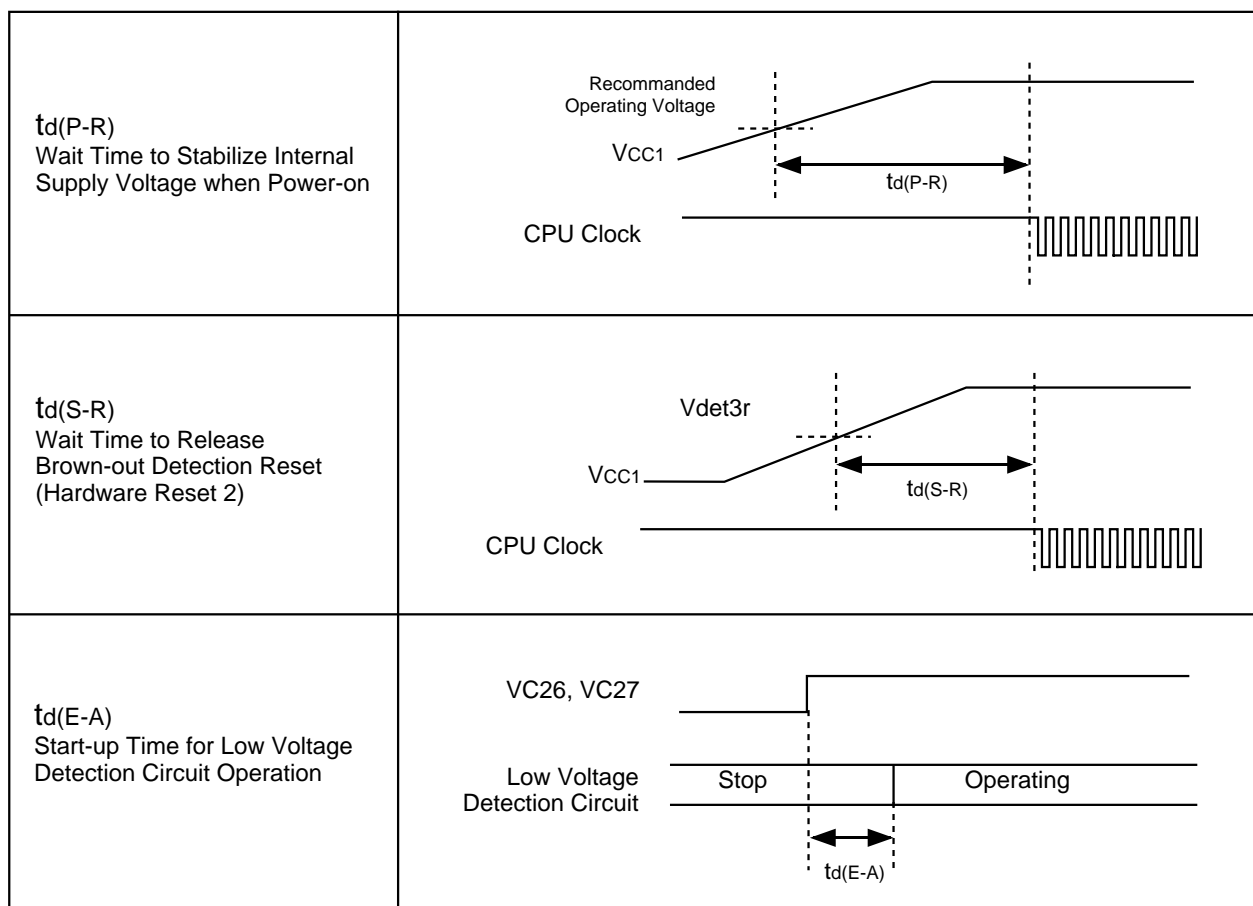 td(P-R)
Wait Time to Stabilize Internal
Supply Voltage when Power-on
Recommanded
Operating Voltage
VCC1
td(P-R)
CPU Clock
td(S-R)
Wait Time to Release
Brown-out Detection Reset
(Hardware Reset 2)
Vdet3r
VCC1
td(S-R)
CPU Clock
td(E-A)
Start-up Time for Low Voltage
Detection Circuit Operation
VC26, VC27
Low Voltage
Detection Circuit
Stop
Operating
td(E-A)